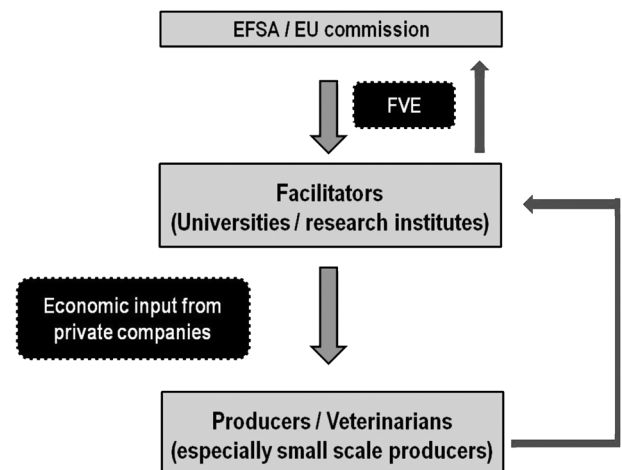 EFSA / EU commission
FVE
Facilitators
(Universities / research institutes)
Economic input from
private companies
Producers / Veterinarians
(especially small scale producers)